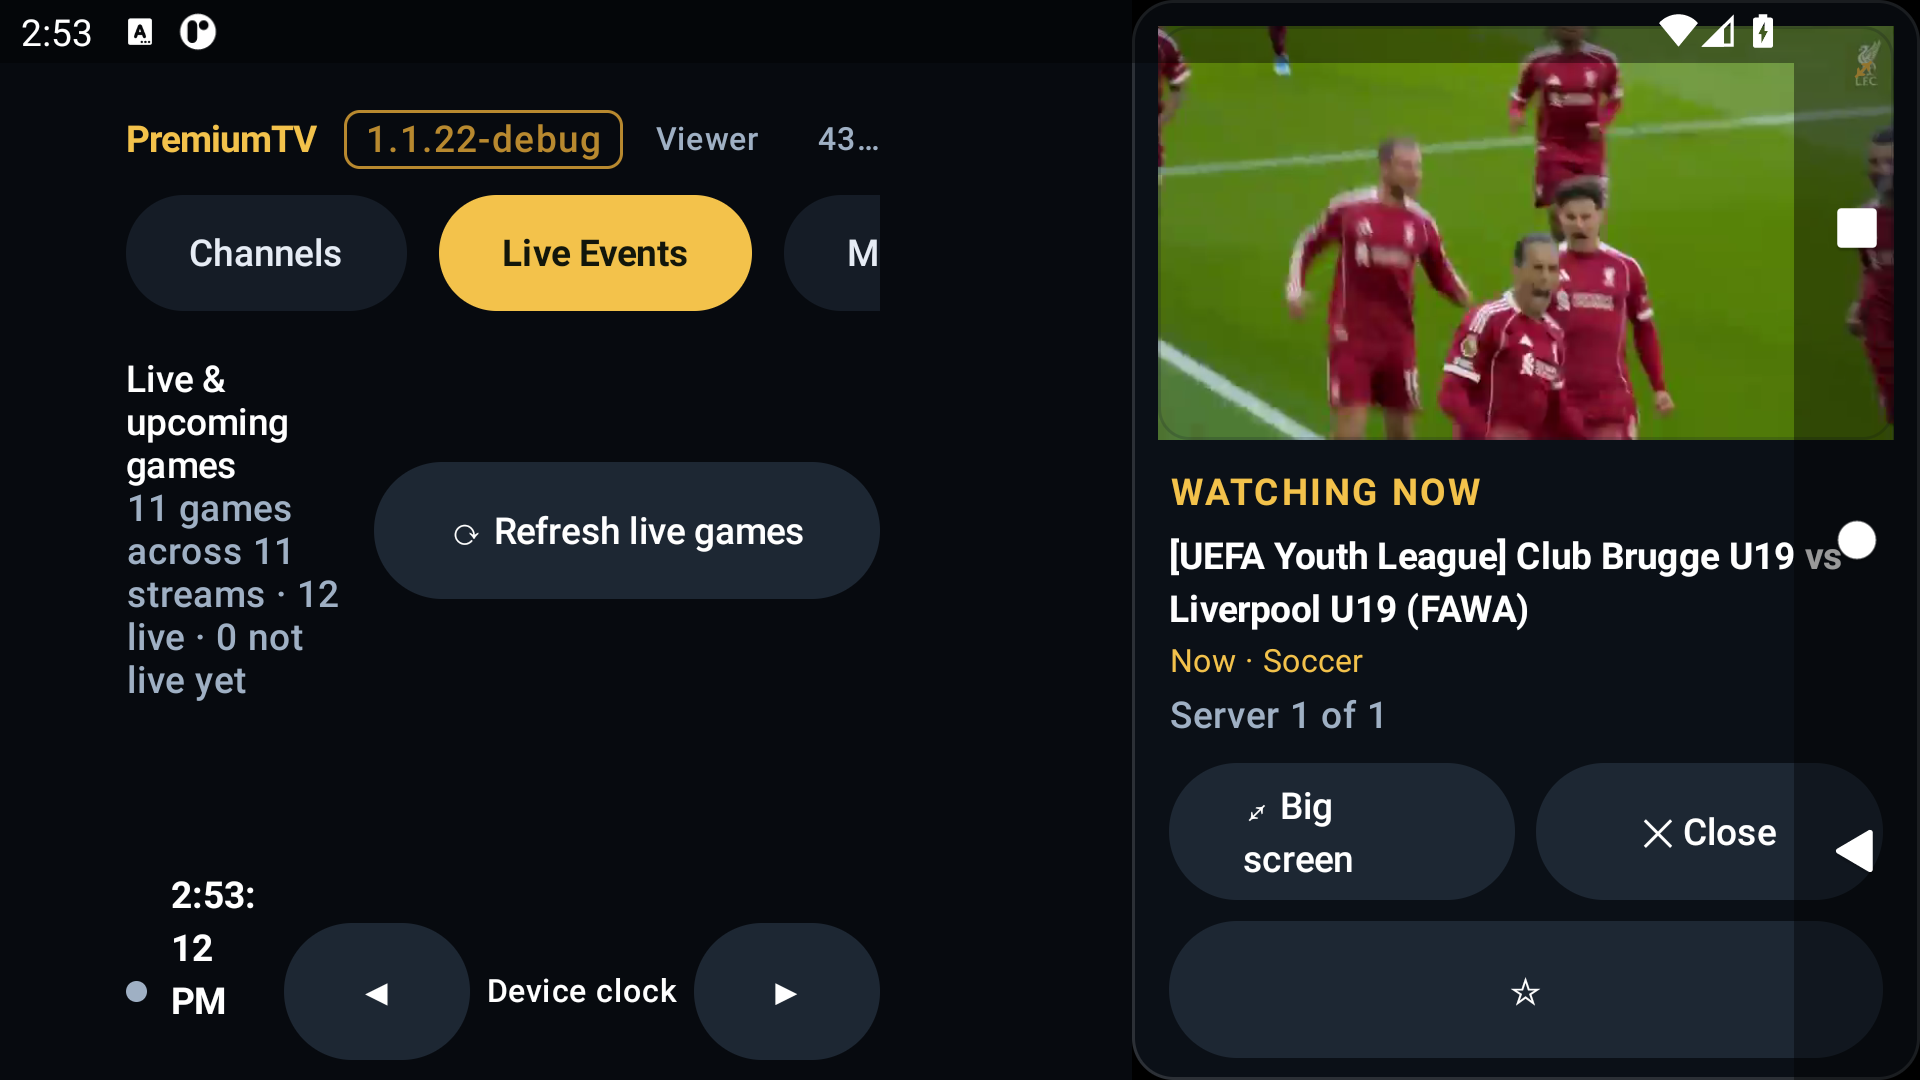 2:53
PremiumTV 1.1.22-debug Viewer 43…
Channels Live Events M
Live &
upcoming
games
11 games
across 11
streams · 12
live · 0 not
live yet
⟳ Refresh live games
2:53:
12
PM
◀ Device clock ▶
LFC
WATCHING NOW
[UEFA Youth League] Club Brugge U19 vs
Liverpool U19 (FAWA)
Now · Soccer
Server 1 of 1
⤢ Big
screen
✕ Close
☆